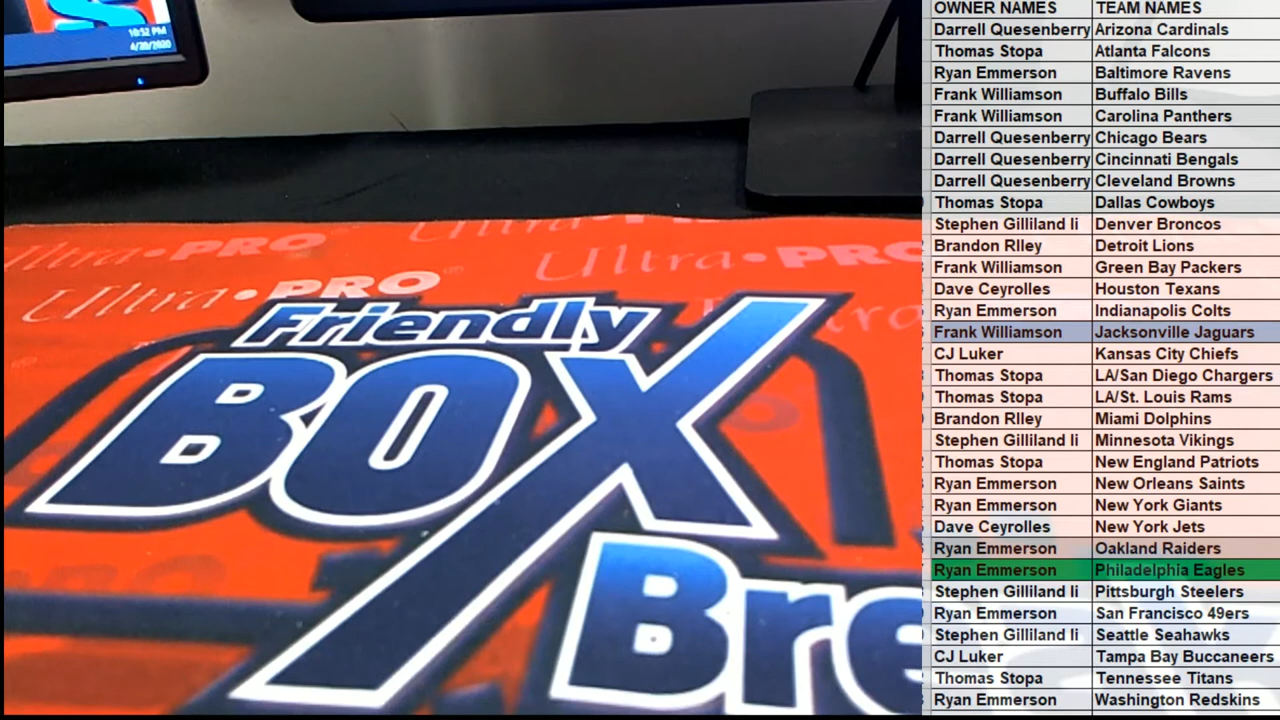 10:52 PM
4/20/2020
Ultra•PRO
Ultra•PRO
Ultra•PRO
Ultra•PRO®
Friendly
BOX
Bre
OWNER NAMES TEAM NAMES
Darrell Quesenberry Arizona Cardinals
Thomas Stopa Atlanta Falcons
Ryan Emmerson Baltimore Ravens
Frank Williamson Buffalo Bills
Frank Williamson Carolina Panthers
Darrell Quesenberry Chicago Bears
Darrell Quesenberry Cincinnati Bengals
Darrell Quesenberry Cleveland Browns
Thomas Stopa Dallas Cowboys
Stephen Gilliland Ii Denver Broncos
Brandon RIley Detroit Lions
Frank Williamson Green Bay Packers
Dave Ceyrolles Houston Texans
Ryan Emmerson Indianapolis Colts
Frank Williamson Jacksonville Jaguars
CJ Luker Kansas City Chiefs
Thomas Stopa LA/San Diego Chargers
Thomas Stopa LA/St. Louis Rams
Brandon RIley Miami Dolphins
Stephen Gilliland Ii Minnesota Vikings
Thomas Stopa New England Patriots
Ryan Emmerson New Orleans Saints
Ryan Emmerson New York Giants
Dave Ceyrolles New York Jets
Ryan Emmerson Oakland Raiders
Ryan Emmerson Philadelphia Eagles
Stephen Gilliland Ii Pittsburgh Steelers
Ryan Emmerson San Francisco 49ers
Stephen Gilliland Ii Seattle Seahawks
CJ Luker Tampa Bay Buccaneers
Thomas Stopa Tennessee Titans
Ryan Emmerson Washington Redskins